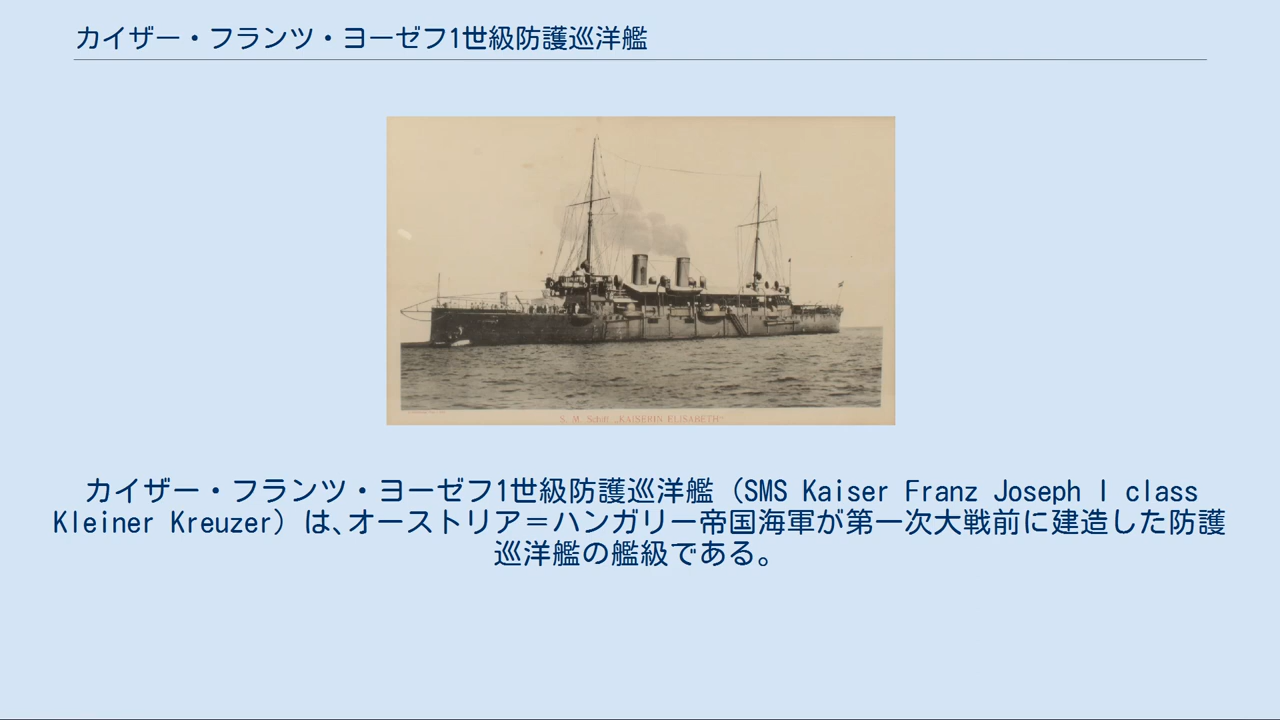 カイザー・フランツ・ヨーゼフ1世級防護巡洋艦
S. M. Schiff „KAISERIN ELISABETH"
カイザー・フランツ・ヨーゼフ1世級防護巡洋艦（SMS Kaiser Franz Joseph I class
Kleiner Kreuzer）は、オーストリア＝ハンガリー帝国海軍が第一次大戦前に建造した防護
巡洋艦の艦級である。